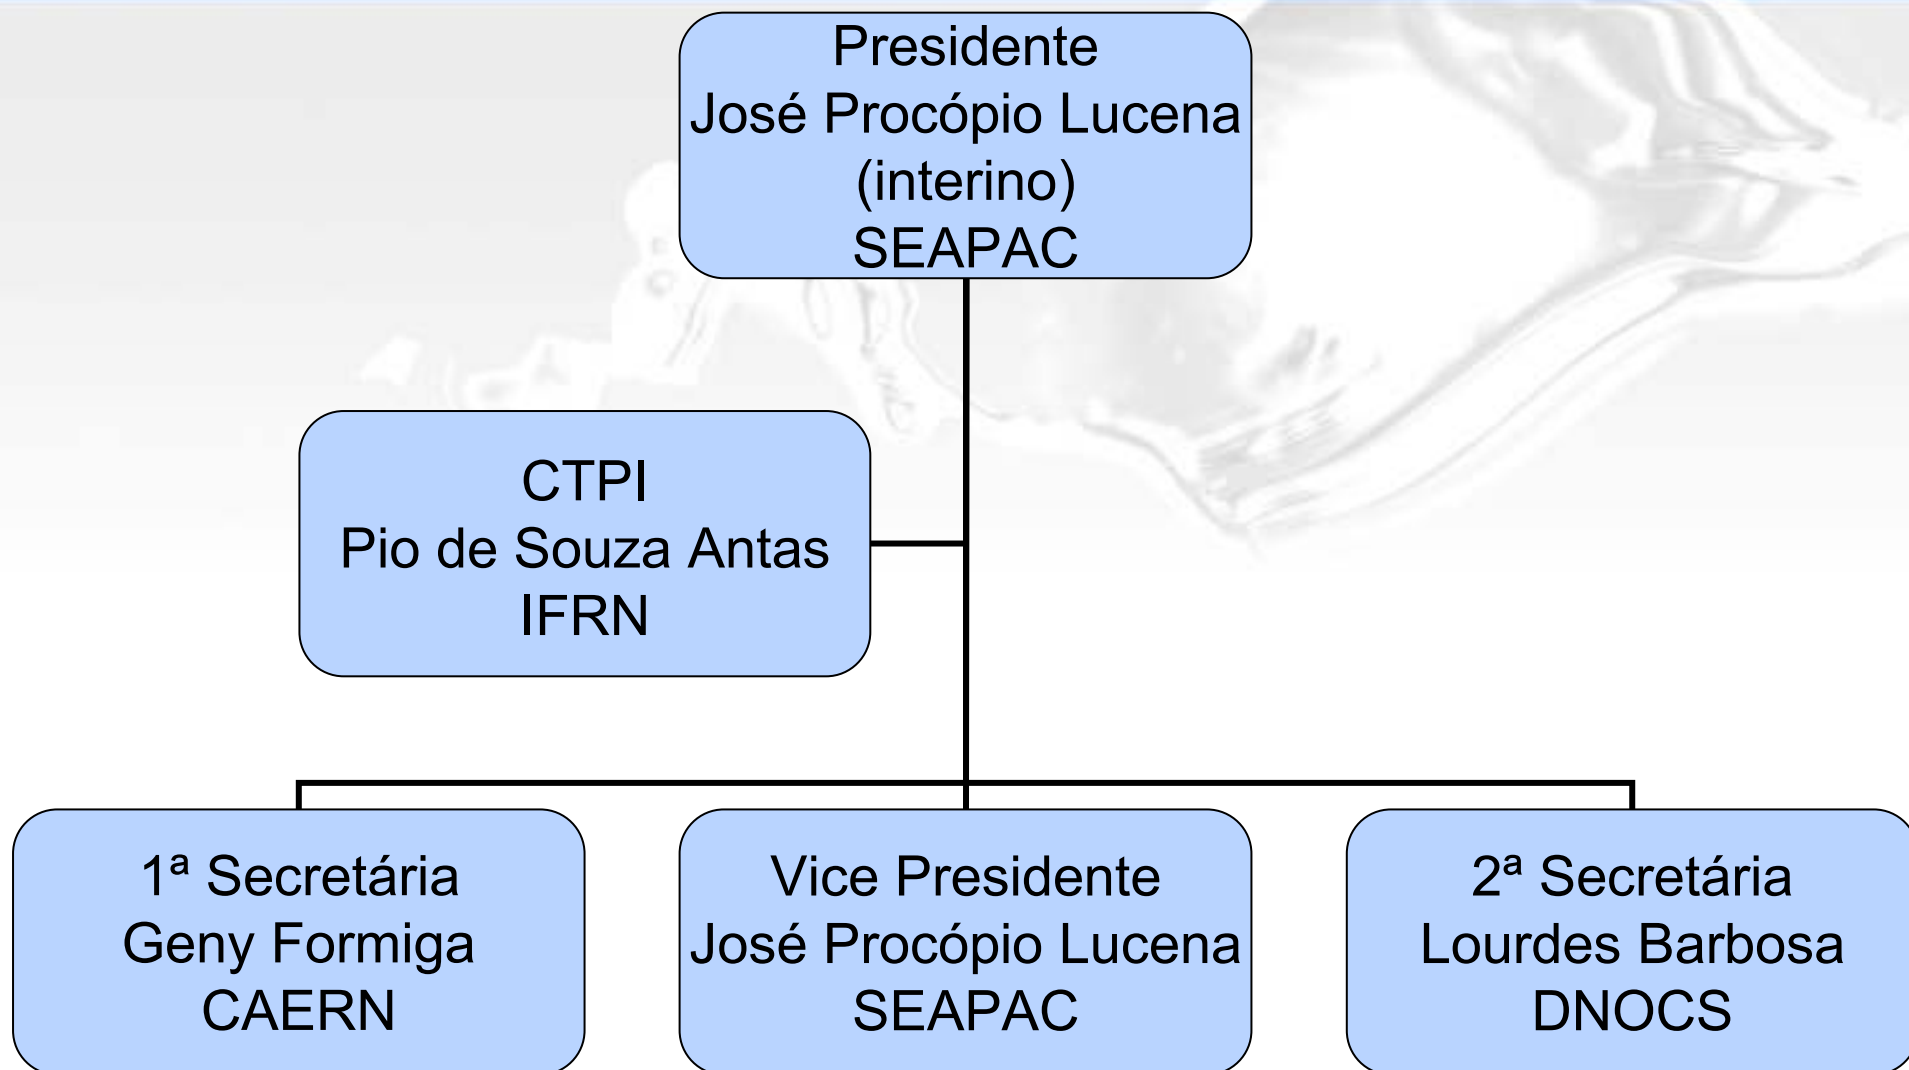 Presidente
José Procópio Lucena
(interino)
SEAPAC
CTPI
Pio de Souza Antas
IFRN
1ª Secretária
Geny Formiga
CAERN
Vice Presidente
José Procópio Lucena
SEAPAC
2ª Secretária
Lourdes Barbosa
DNOCS